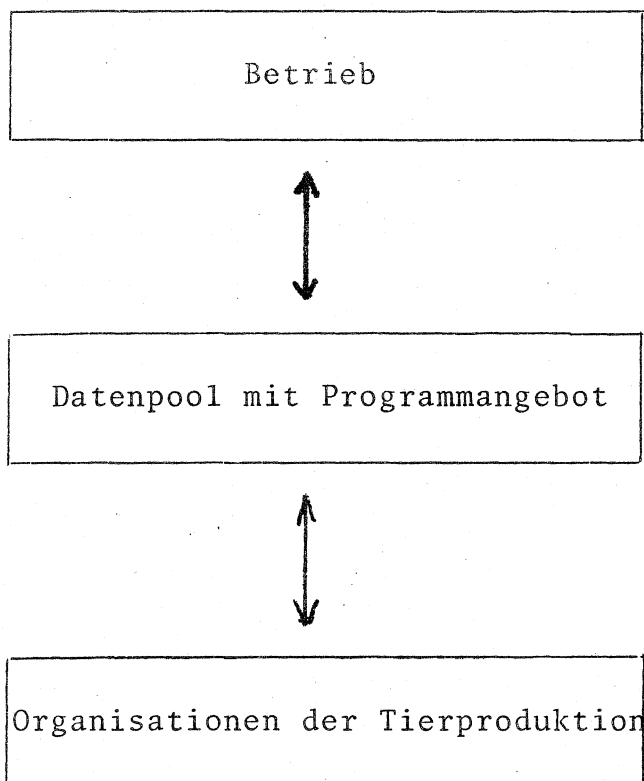 Betrieb
Datenpool mit Programmangebot
Organisationen der Tierproduktion